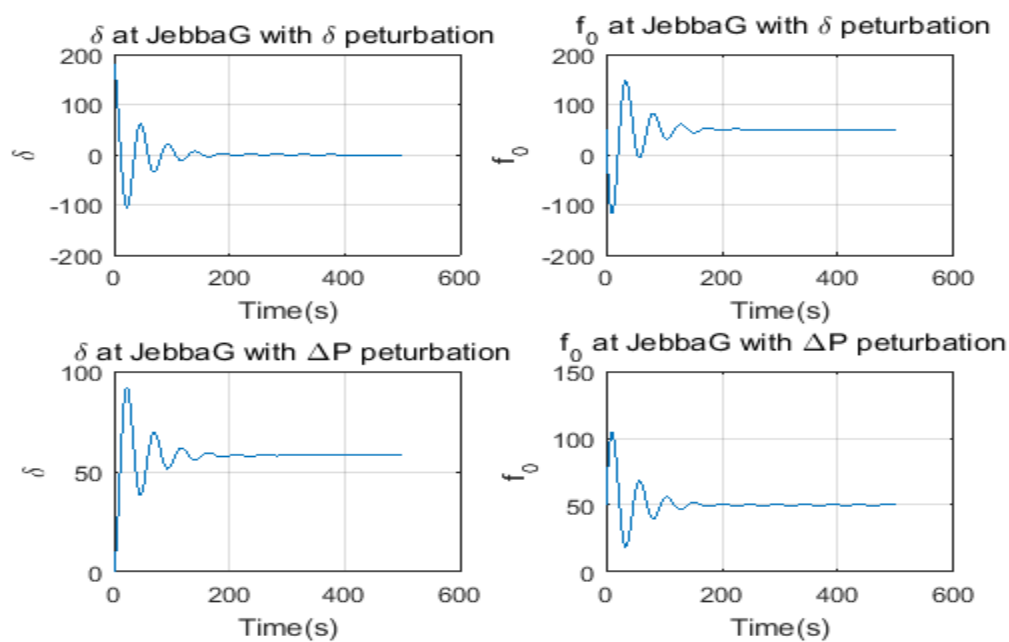 δ at JebbaG with δ peturbation
200
100
0
-100
-200
δ
0
200
400
600
Time(s)
f₀ at JebbaG with δ peturbation
200
100
0
-100
-200
f₀
0
200
400
600
Time(s)
δ at JebbaG with ΔP peturbation
100
50
0
δ
0
200
400
600
Time(s)
f₀ at JebbaG with ΔP peturbation
150
100
50
0
f₀
0
200
400
600
Time(s)